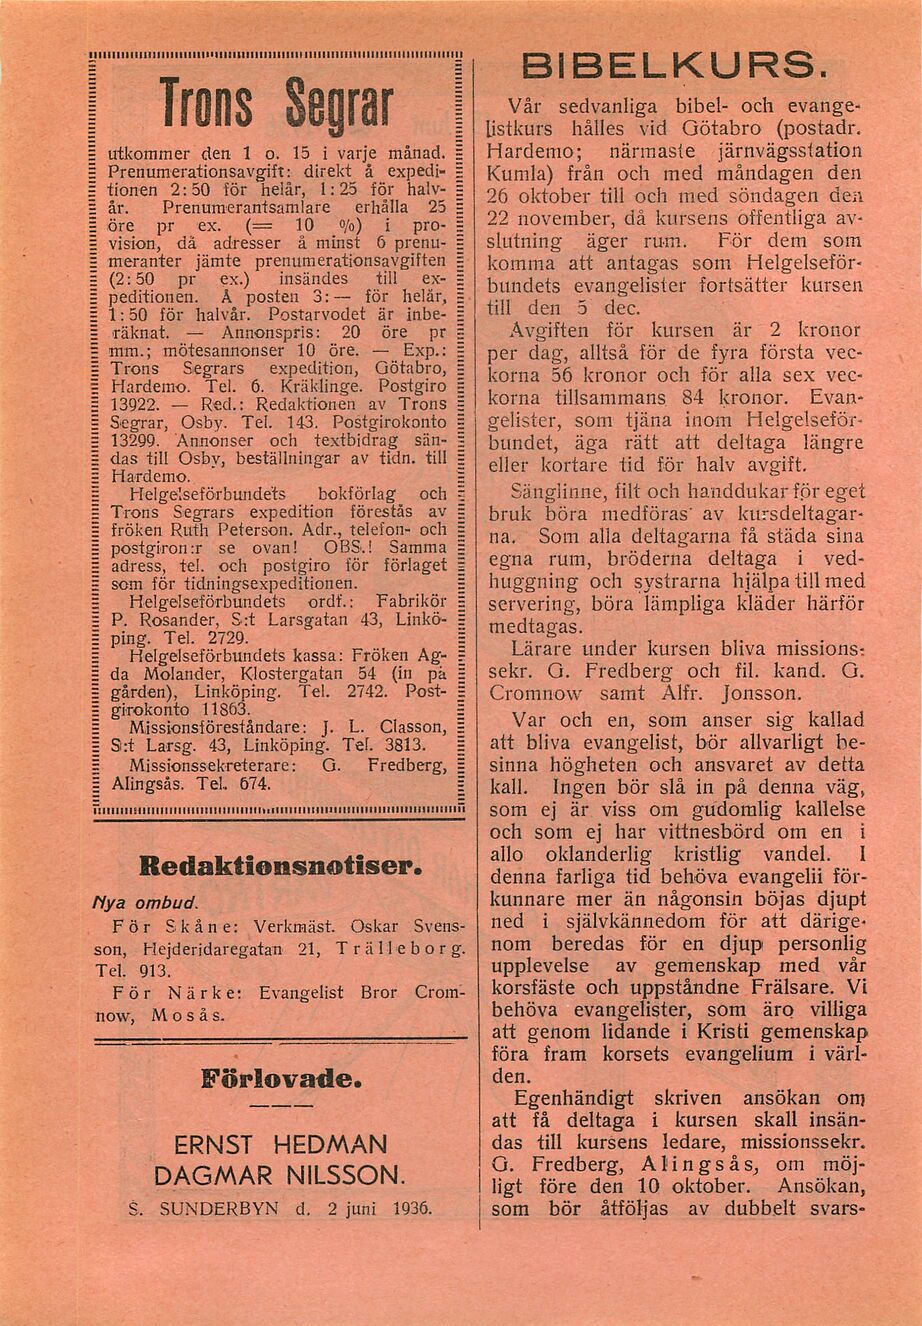 Trons Segrar
utkommer den 1 o. 15 i varje månad.
Prenumerationsavgift: direkt å expedi-
tionen 2:50 för helår, 1:25 för halv-
år. Prenumerantsamlare erhålla 25
öre pr ex. (= 10 %) i pro-
vision, då adresser å minst 6 prenu-
meranter jämte prenumerationsavgiften
(2:50 pr ex.) insändes till ex-
peditionen. Å posten 3:— för helår,
1:50 för halvår. Postarvodet är inbe-
räknat. — Annonspris: 20 öre pr
mm.; mötesannonser 10 öre. — Exp.:
Trons Segrars expedition, Götabro,
Hardemo. Tel. 6. Kräklinge. Postgiro
13922. — Red.: Redaktionen av Trons
Segrar, Osby. Tel. 143. Postgirokonto
13299. Annonser och textbidrag sän-
das till Osby, beställningar av tidn. till
Hardemo.
Helgelseförbundets bokförlag och
Trons Segrars expedition förestås av
fröken Ruth Peterson. Adr., telefon- och
postgiron:r se ovan! OBS.! Samma
adress, tel. och postgiro för förlaget
som för tidningsexpeditionen.
Helgelseförbundets ordf.: Fabrikör
P. Rosander, S:t Larsgatan 43, Linkö-
ping. Tel. 2729.
Helgelseförbundets kassa: Fröken Ag-
da Molander, Klostergatan 54 (in på
gården), Linköping. Tel. 2742. Post-
girokonto 11863.
Missionsföreståndare: J. L. Classon,
S:t Larsg. 43, Linköping. Tel. 3813.
Missionssekreterare: G. Fredberg,
Alingsås. Tel. 674.
Redaktionsnotiser.
Nya ombud.
För Skåne: Verkmäst. Oskar Svens-
son, Hejderidaregatan 21, Trälleborg.
Tel. 913.
För Närke: Evangelist Bror Crom-
now, Mosås.
Förlovade.
ERNST HEDMAN
DAGMAR NILSSON.
S. SUNDERBYN d. 2 juni 1936.
BIBELKURS.
Vår sedvanliga bibel- och evange-
listkurs hålles vid Götabro (postadr.
Hardemo; närmaste järnvägsstation
Kumla) från och med måndagen den
26 oktober till och med söndagen den
22 november, då kursens offentliga av-
slutning äger rum. För dem som
komma att antagas som Helgelseför-
bundets evangelister fortsätter kursen
till den 5 dec.
Avgiften för kursen är 2 kronor
per dag, alltså för de fyra första vec-
korna 56 kronor och för alla sex vec-
korna tillsammans 84 kronor. Evan-
gelister, som tjäna inom Helgelseför-
bundet, äga rätt att deltaga längre
eller kortare tid för halv avgift.
Sänglinne, filt och handdukar för eget
bruk böra medföras av kursdeltagar-
na. Som alla deltagarna få städa sina
egna rum, bröderna deltaga i ved-
huggning och systrarna hjälpa till med
servering, böra lämpliga kläder härför
medtagas.
Lärare under kursen bliva missions-
sekr. G. Fredberg och fil. kand. G.
Cromnow samt Alfr. Jonsson.
Var och en, som anser sig kallad
att bliva evangelist, bör allvarligt be-
sinna högheten och ansvaret av detta
kall. Ingen bör slå in på denna väg,
som ej är viss om gudomlig kallelse
och som ej har vittnesbörd om en i
allo oklanderlig kristlig vandel. I
denna farliga tid behöva evangelii för-
kunnare mer än någonsin böjas djupt
ned i självkännedom för att därige-
nom beredas för en djup personlig
upplevelse av gemenskap med vår
korsfäste och uppståndne Frälsare. Vi
behöva evangelister, som äro villiga
att genom lidande i Kristi gemenskap
föra fram korsets evangelium i värl-
den.
Egenhändigt skriven ansökan om
att få deltaga i kursen skall insän-
das till kursens ledare, missionssekr.
G. Fredberg, Alingsås, om möj-
ligt före den 10 oktober. Ansökan,
som bör åtföljas av dubbelt svars-